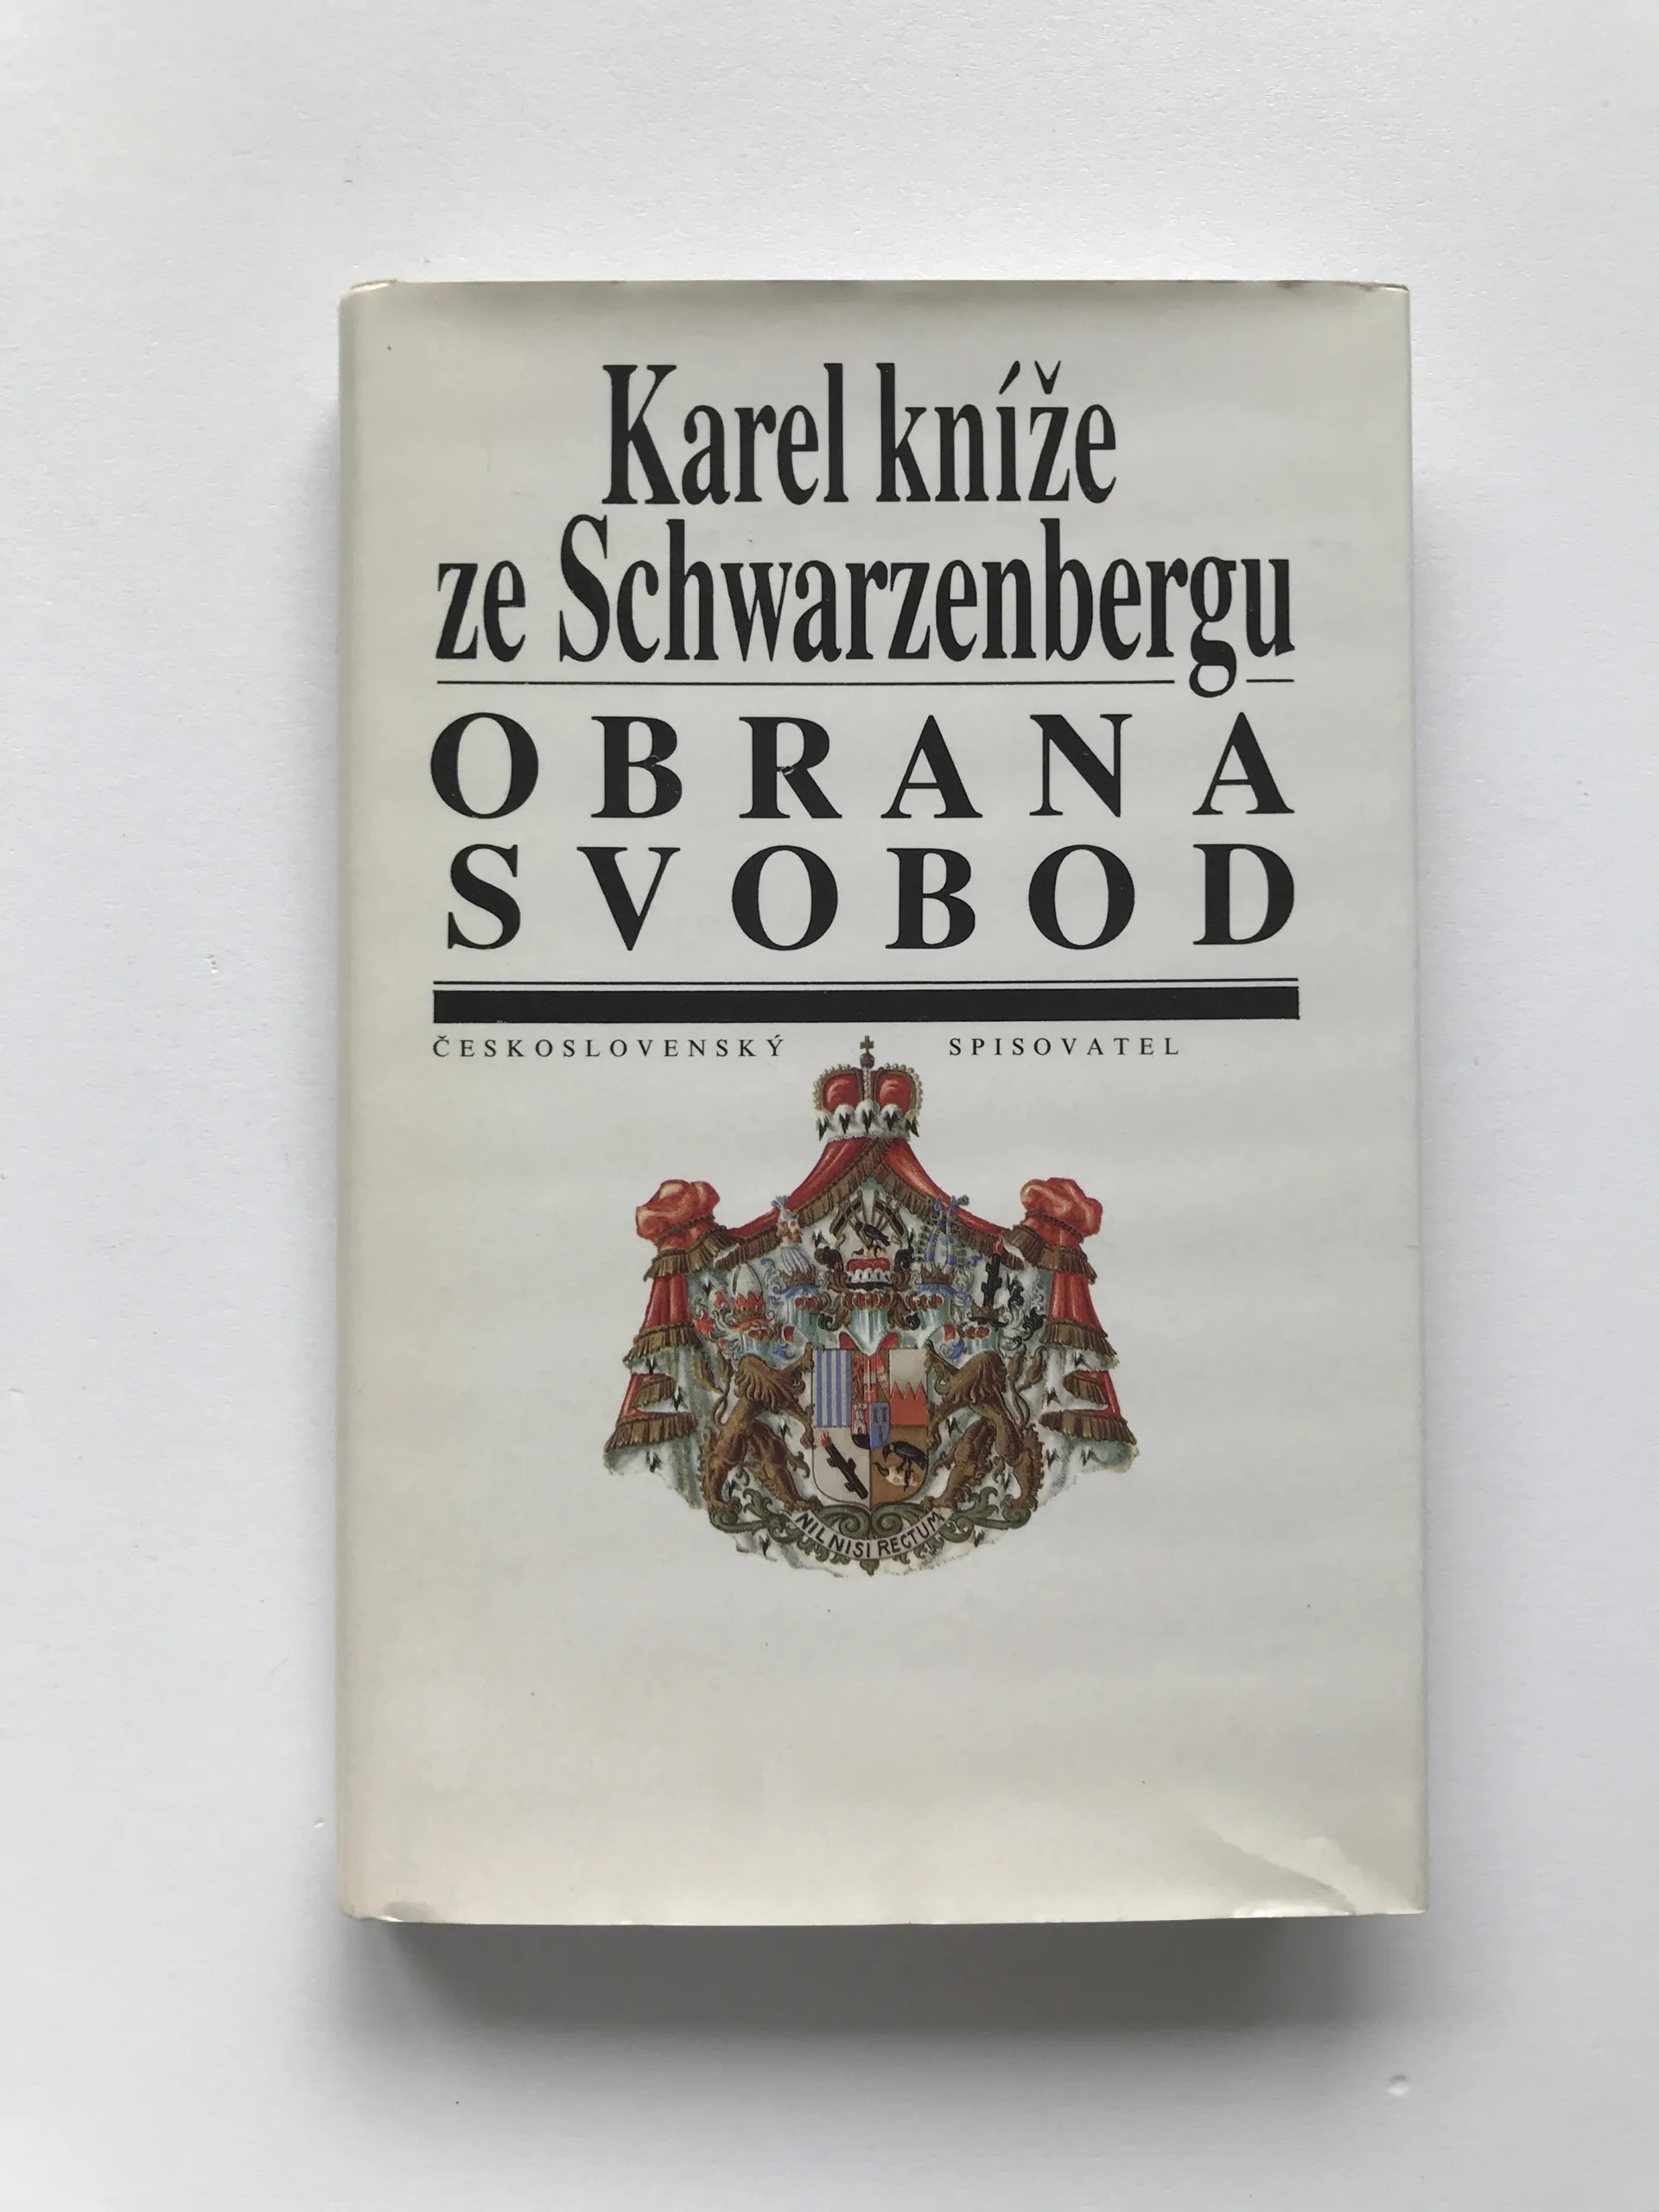 Karel kníže
ze Schwarzenbergu
OBRANA
SVOBOD
ČESKOSLOVENSKÝ SPISOVATEL
NIL NISI RECTUM